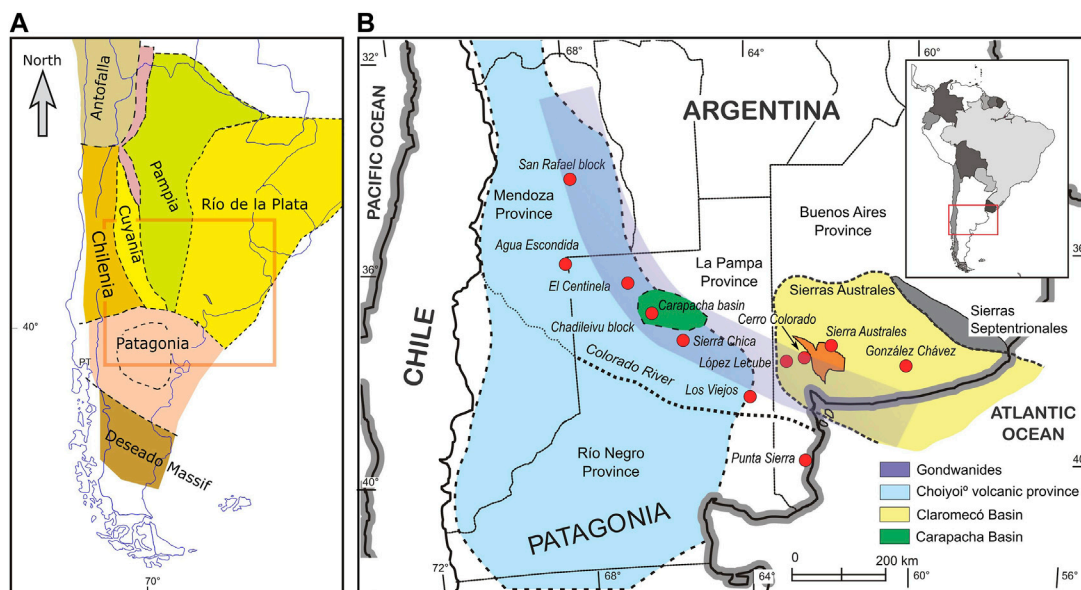 A
North
Antofalla
Pampia
Río de la Plata
Cuyania
Chilenia
40°
Patagonia
PT
Deseado Massif
70°
B
32°
68°
64°
60°
PACIFIC OCEAN
ARGENTINA
San Rafael block
Mendoza
Province
Buenos Aires
Province
Agua Escondida
La Pampa
Province
36°
36°
El Centinela
Sierras Australes
Carapacha basin
Cerro Colorado
Sierras
Septentrionales
Chadileivu block
Sierra Chica
Sierra Australes
López Lecube
González Chávez
CHILE
Colorado River
Los Viejos
ATLANTIC
OCEAN
Río Negro
Province
Punta Sierra
40°
40°
PATAGONIA
Gondwanides
Choiyoiº volcanic province
Claromecó Basin
Carapacha Basin
0
200 km
72°
68°
64°
60°
56°